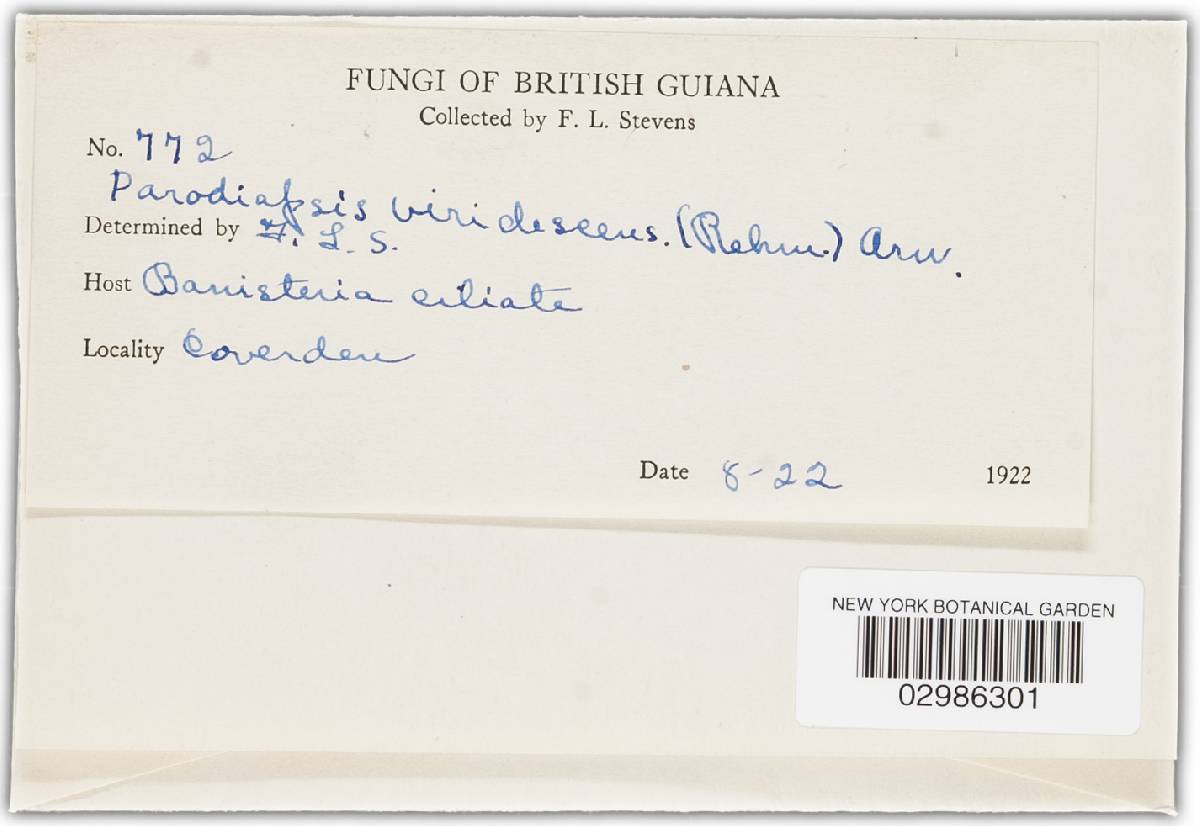 FUNGI OF BRITISH GUIANA
Collected by F. L. Stevens
No. 772
Parodiopsis viridescens. (Rehm.) Arw.
Determined by F. L. S.
Host Banisteria ciliata
Locality Coverden
Date 8-22 1922
NEW YORK BOTANICAL GARDEN
02986301